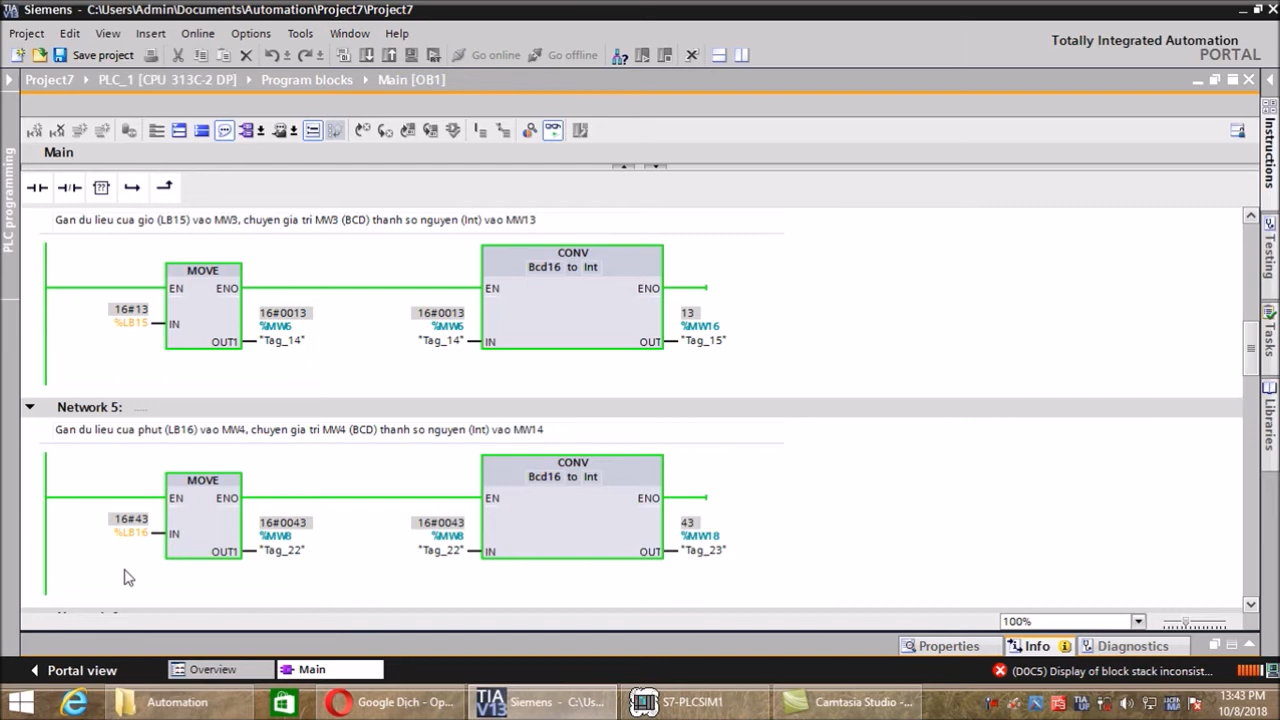 Siemens - C:\Users\Admin\Documents\Automation\Project7\Project7
Project Edit View Insert Online Options Tools Window Help
Totally Integrated Automation
PORTAL
Save project
Go online
Go offline
Project7 PLC_1 [CPU 313C-2 DP] Program blocks Main [OB1]
Main
PLC programming
Instructions
Testing
Tasks
Libraries
Gan du lieu cua gio (LB15) vao MW3, chuyen gia tri MW3 (BCD) thanh so nguyen (Int) vao MW13
MOVE
EN ENO
16#13
%LB15
IN
OUT1
16#0013
%MW6
"Tag_14"
16#0013
%MW6
"Tag_14"
CONV
Bcd16 to Int
EN ENO
IN OUT
13
%MW16
"Tag_15"
Network 5: .....
Gan du lieu cua phut (LB16) vao MW4, chuyen gia tri MW4 (BCD) thanh so nguyen (Int) vao MW14
MOVE
EN ENO
16#43
%LB16
IN
OUT1
16#0043
%MW8
"Tag_22"
16#0043
%MW8
"Tag_22"
CONV
Bcd16 to Int
EN ENO
IN OUT
43
%MW18
"Tag_23"
100%
Properties Info Diagnostics
Portal view Overview Main
(D0C5) Display of block stack inconsist...
Automation
Google Dịch - Op...
Siemens - C:\Us...
S7-PLCSIM1
Camtasia Studio -...
13:43 PM
10/8/2018